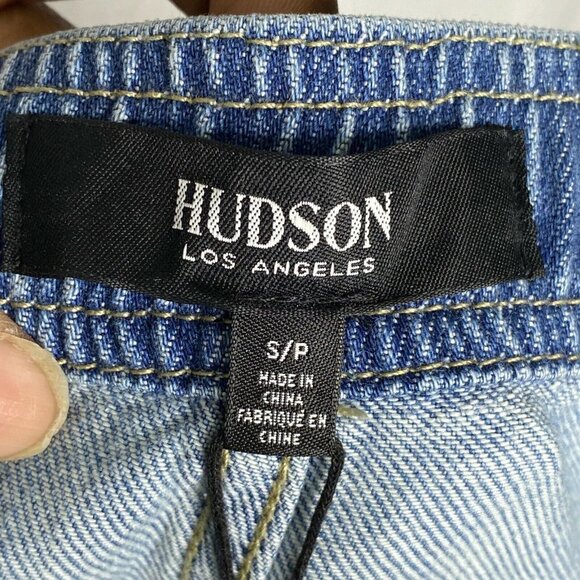 HUDSON
LOS ANGELES
S/P
MADE IN
CHINA
FABRIQUÉ EN
CHINE